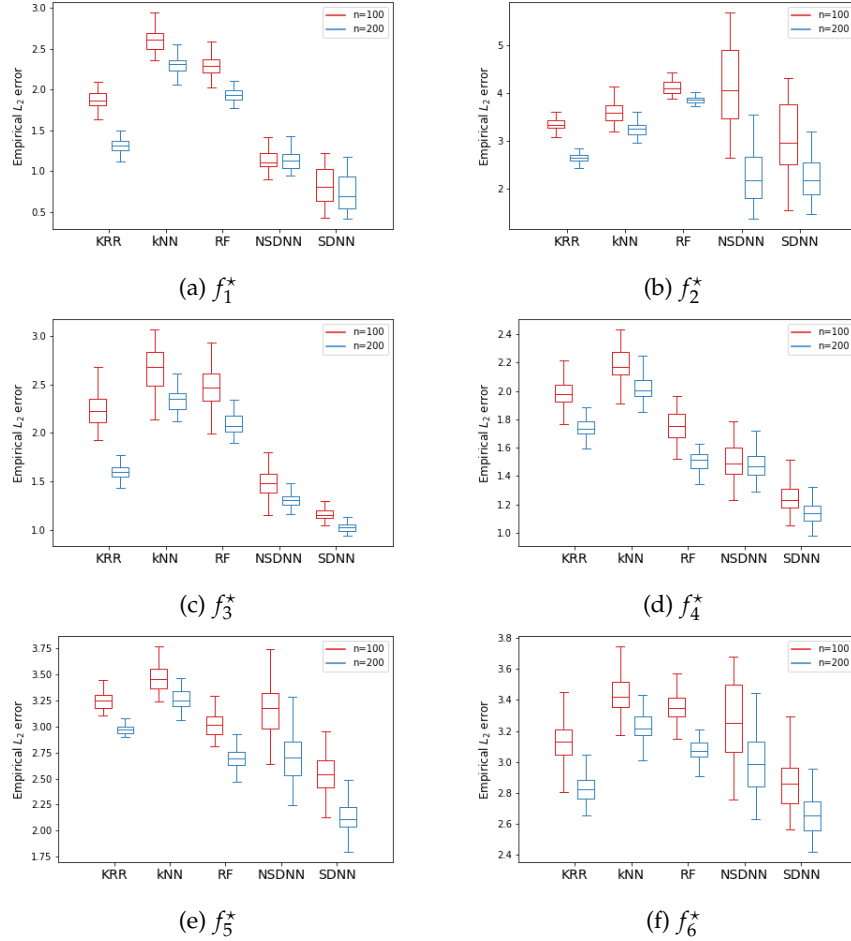 n=100
n=200
Empirical L₂ error
3.0
2.5
2.0
1.5
1.0
0.5
KRR kNN RF NSDNN SDNN
(a) f₁⋆
n=100
n=200
Empirical L₂ error
5
4
3
2
KRR kNN RF NSDNN SDNN
(b) f₂⋆
n=100
n=200
Empirical L₂ error
3.0
2.5
2.0
1.5
1.0
KRR kNN RF NSDNN SDNN
(c) f₃⋆
n=100
n=200
Empirical L₂ error
2.4
2.2
2.0
1.8
1.6
1.4
1.2
1.0
KRR kNN RF NSDNN SDNN
(d) f₄⋆
n=100
n=200
Empirical L₂ error
3.75
3.50
3.25
3.00
2.75
2.50
2.25
2.00
1.75
KRR kNN RF NSDNN SDNN
(e) f₅⋆
n=100
n=200
Empirical L₂ error
3.8
3.6
3.4
3.2
3.0
2.8
2.6
2.4
KRR kNN RF NSDNN SDNN
(f) f₆⋆